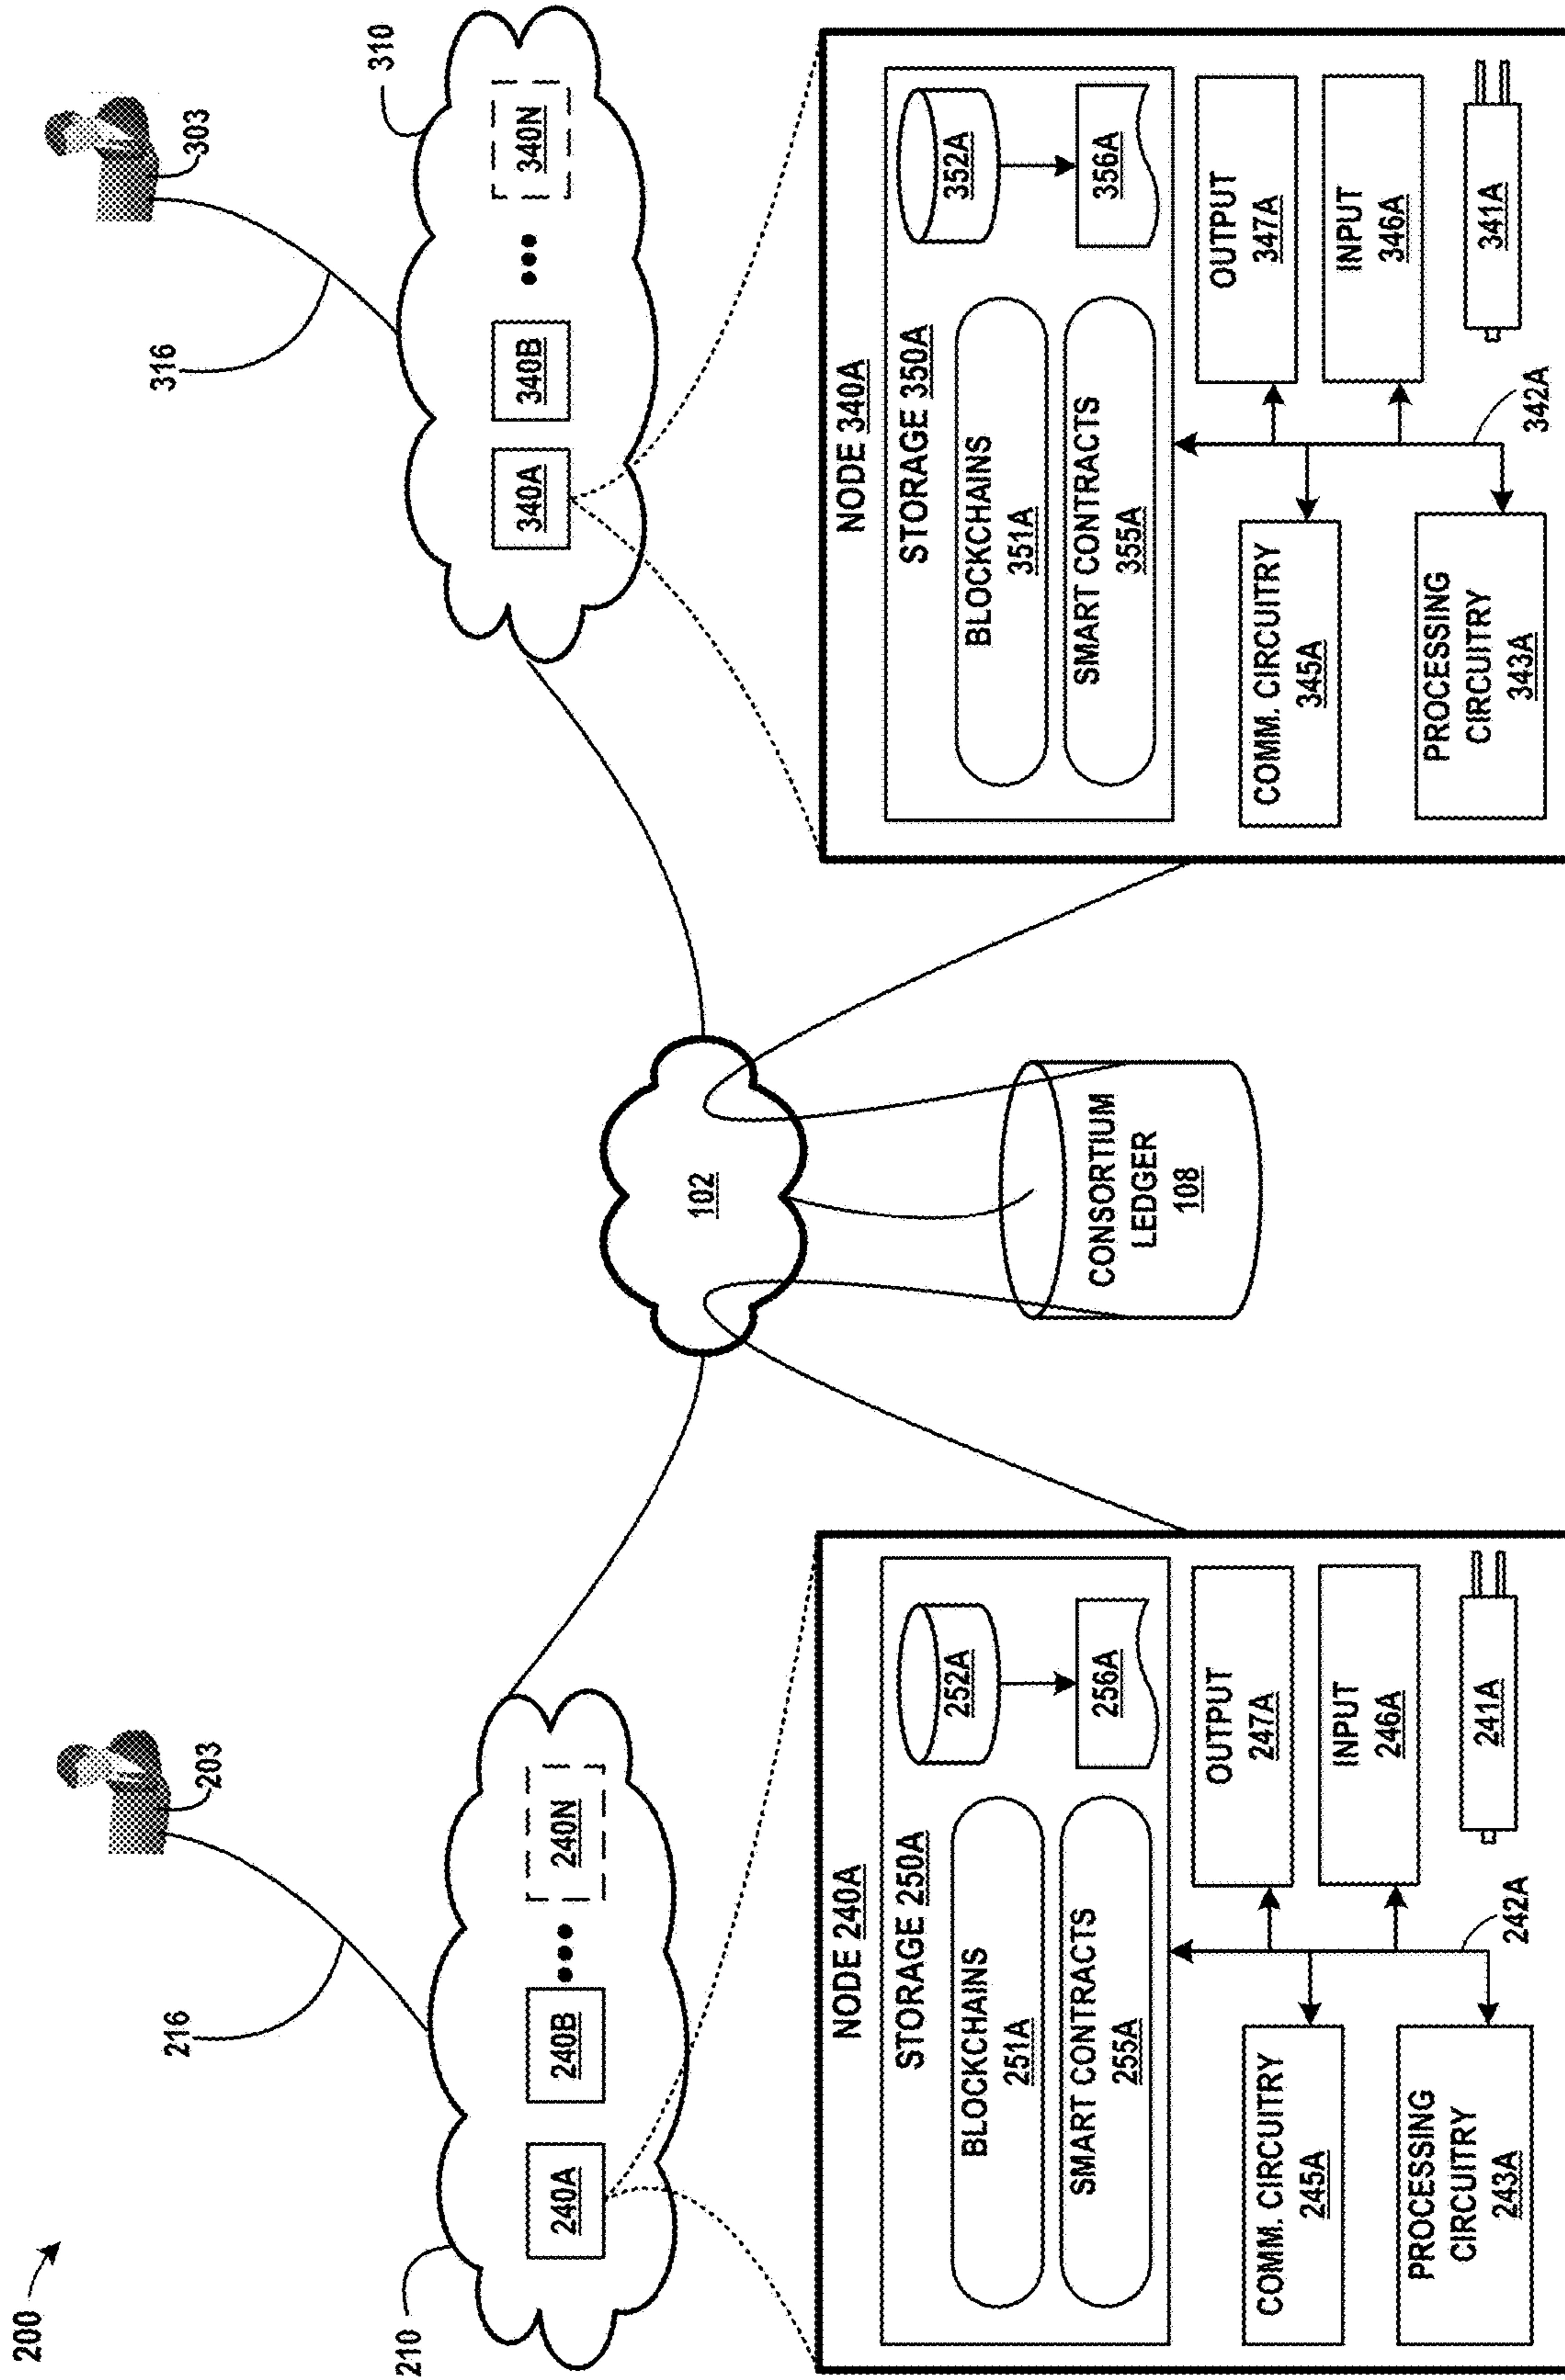 200
203
303
216
316
210
310
240A
240B
240N
340A
340B
340N
102
CONSORTIUM
LEDGER
108
NODE 240A
STORAGE 250A
BLOCKCHAINS
251A
SMART CONTRACTS
255A
252A
256A
COMM. CIRCUITRY
245A
PROCESSING
CIRCUITRY
243A
OUTPUT
247A
INPUT
246A
241A
242A
NODE 340A
STORAGE 350A
BLOCKCHAINS
351A
SMART CONTRACTS
355A
352A
356A
COMM. CIRCUITRY
345A
PROCESSING
CIRCUITRY
343A
OUTPUT
347A
INPUT
346A
341A
342A